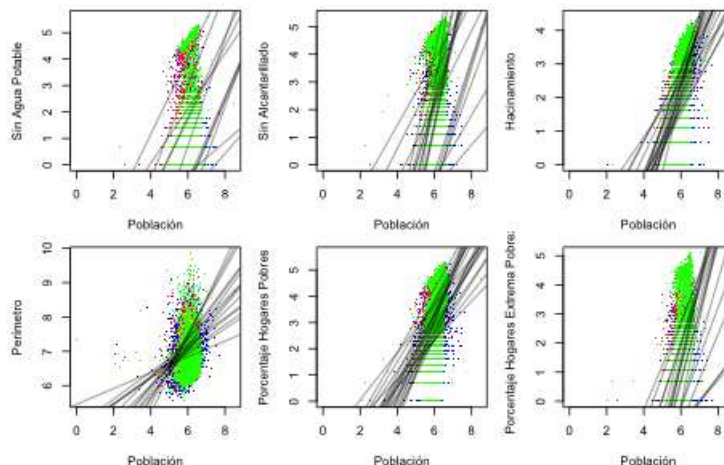 Sin Agua Potable
0 1 2 3 4 5
0 2 4 6 8
Población
Sin Alcantarillado
0 1 2 3 4 5
0 2 4 6 8
Población
Hacinamiento
0 1 2 3 4
0 2 4 6 8
Población
Perímetro
6 7 8 9 10
0 2 4 6 8
Población
Porcentaje Hogares Pobres
0 1 2 3 4 5
0 2 4 6 8
Población
Porcentaje Hogares Extrema Pobre
0 1 2 3 4 5
0 2 4 6 8
Población